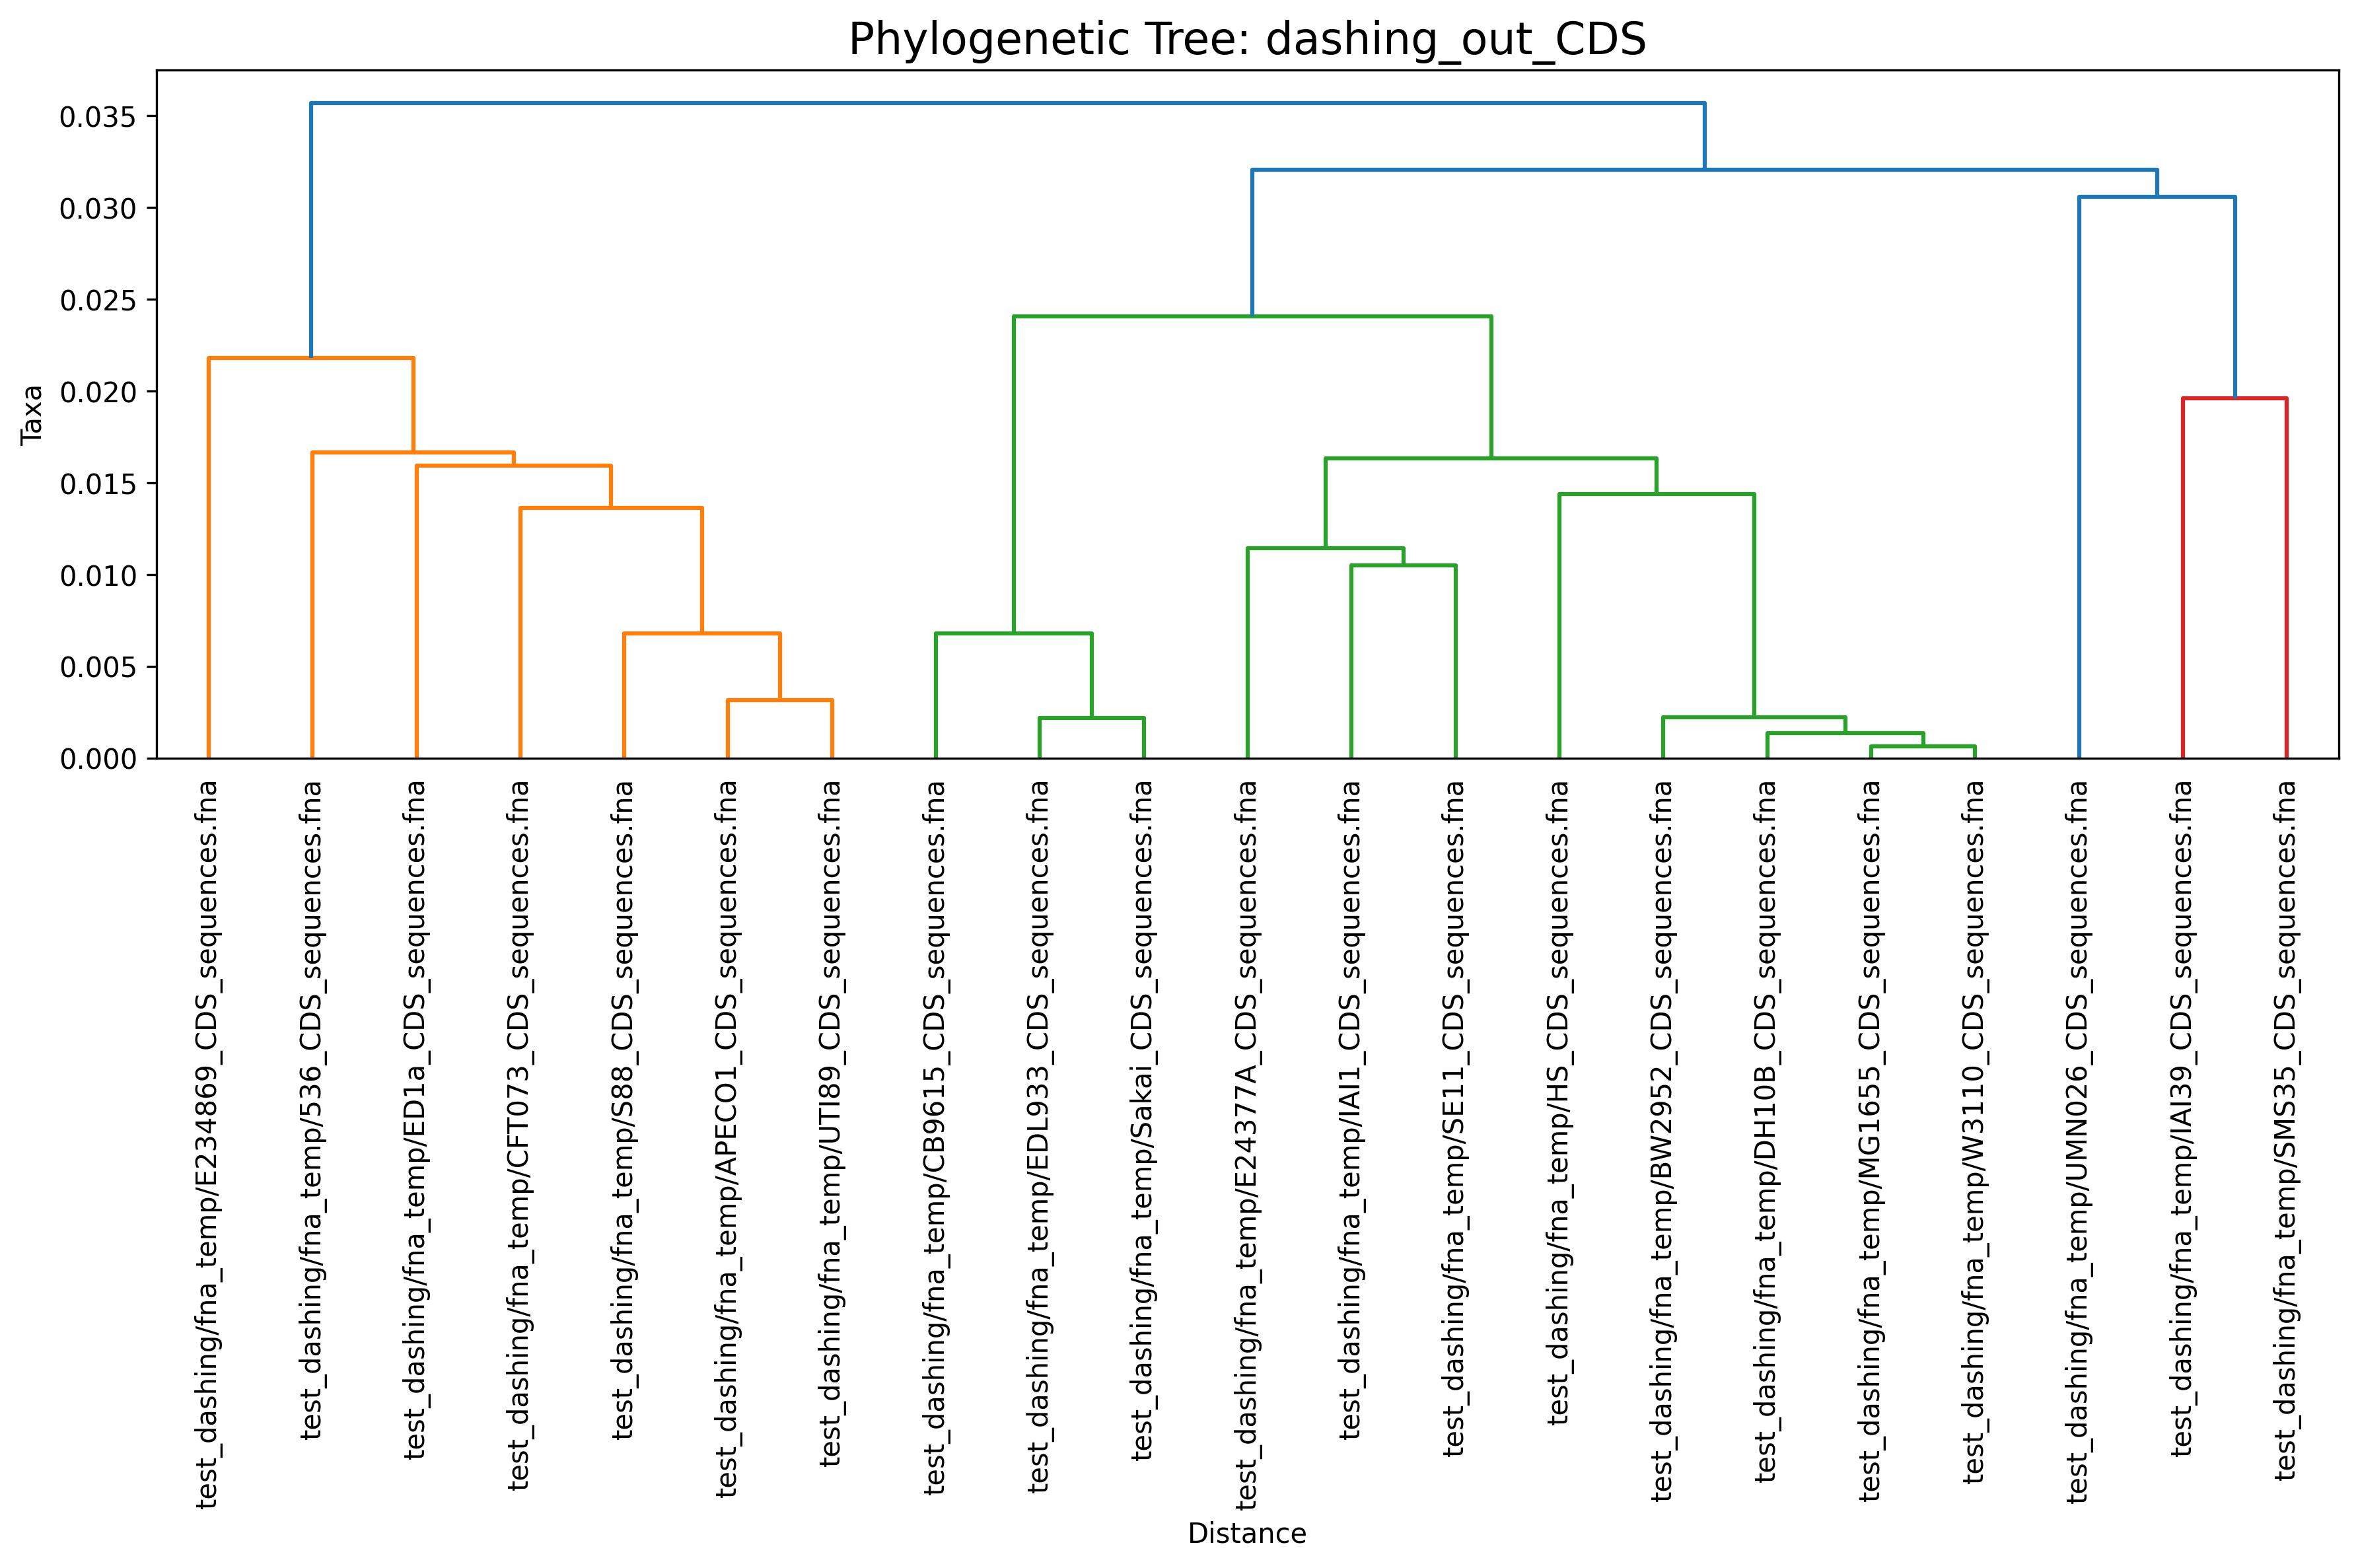 Phylogenetic Tree: dashing_out_CDS
Taxa
0.035
0.030
0.025
0.020
0.015
0.010
0.005
0.000
test_dashing/fna_temp/E234869_CDS_sequences.fna
test_dashing/fna_temp/536_CDS_sequences.fna
test_dashing/fna_temp/ED1a_CDS_sequences.fna
test_dashing/fna_temp/CFT073_CDS_sequences.fna
test_dashing/fna_temp/S88_CDS_sequences.fna
test_dashing/fna_temp/APECO1_CDS_sequences.fna
test_dashing/fna_temp/UTI89_CDS_sequences.fna
test_dashing/fna_temp/CB9615_CDS_sequences.fna
test_dashing/fna_temp/EDL933_CDS_sequences.fna
test_dashing/fna_temp/Sakai_CDS_sequences.fna
test_dashing/fna_temp/E24377A_CDS_sequences.fna
test_dashing/fna_temp/IAI1_CDS_sequences.fna
test_dashing/fna_temp/SE11_CDS_sequences.fna
test_dashing/fna_temp/HS_CDS_sequences.fna
test_dashing/fna_temp/BW2952_CDS_sequences.fna
test_dashing/fna_temp/DH10B_CDS_sequences.fna
test_dashing/fna_temp/MG1655_CDS_sequences.fna
test_dashing/fna_temp/W3110_CDS_sequences.fna
test_dashing/fna_temp/UMN026_CDS_sequences.fna
test_dashing/fna_temp/IAI39_CDS_sequences.fna
test_dashing/fna_temp/SMS35_CDS_sequences.fna
Distance